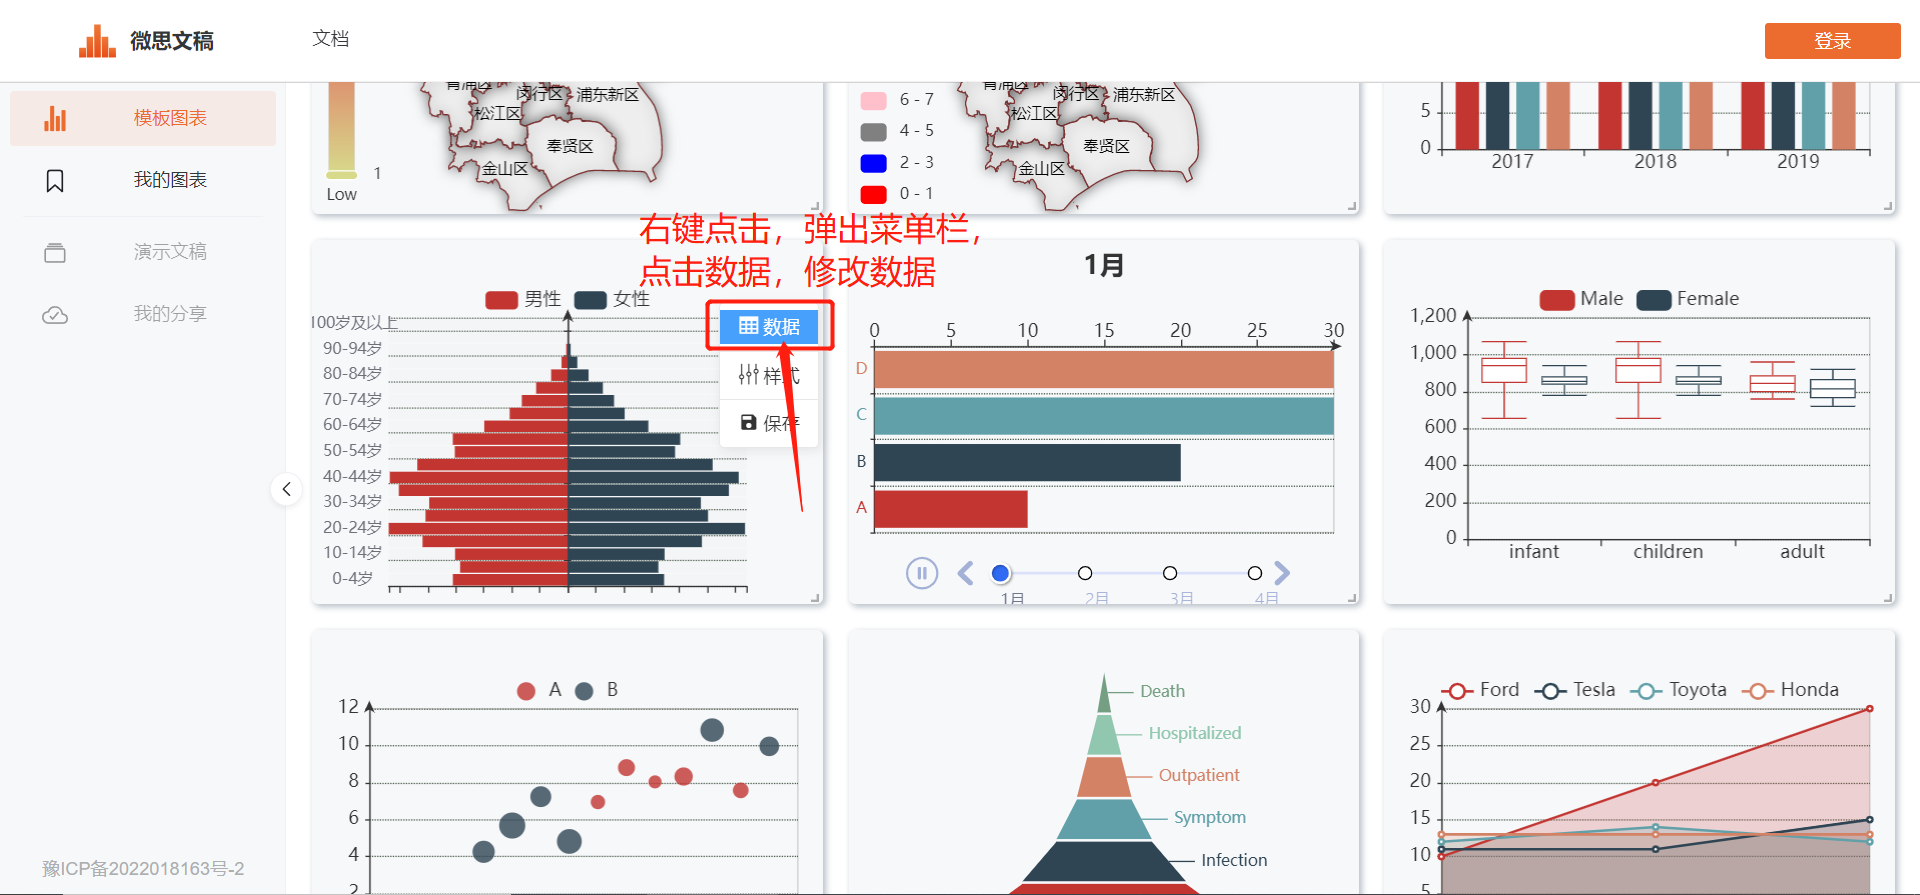 微思文稿
文档
登录
模板图表
我的图表
演示文稿
我的分享
豫ICP备2022018163号-2
青浦区
闵行区
浦东新区
松江区
奉贤区
金山区
1
Low
6 - 7
4 - 5
2 - 3
0 - 1
青浦区
闵行区
浦东新区
松江区
奉贤区
金山区
5
0
2017
2018
2019
右键点击，弹出菜单栏，
点击数据，修改数据
男性
女性
100岁及以上
90-94岁
80-84岁
70-74岁
60-64岁
50-54岁
40-44岁
30-34岁
20-24岁
10-14岁
0-4岁
数据
样式
保存
1月
0
5
10
15
20
25
30
D
C
B
A
1月
2月
3月
4月
Male
Female
1,200
1,000
800
600
400
200
0
infant
children
adult
A
B
12
10
8
6
4
2
Death
Hospitalized
Outpatient
Symptom
Infection
Ford
Tesla
Toyota
Honda
30
25
20
15
10
5